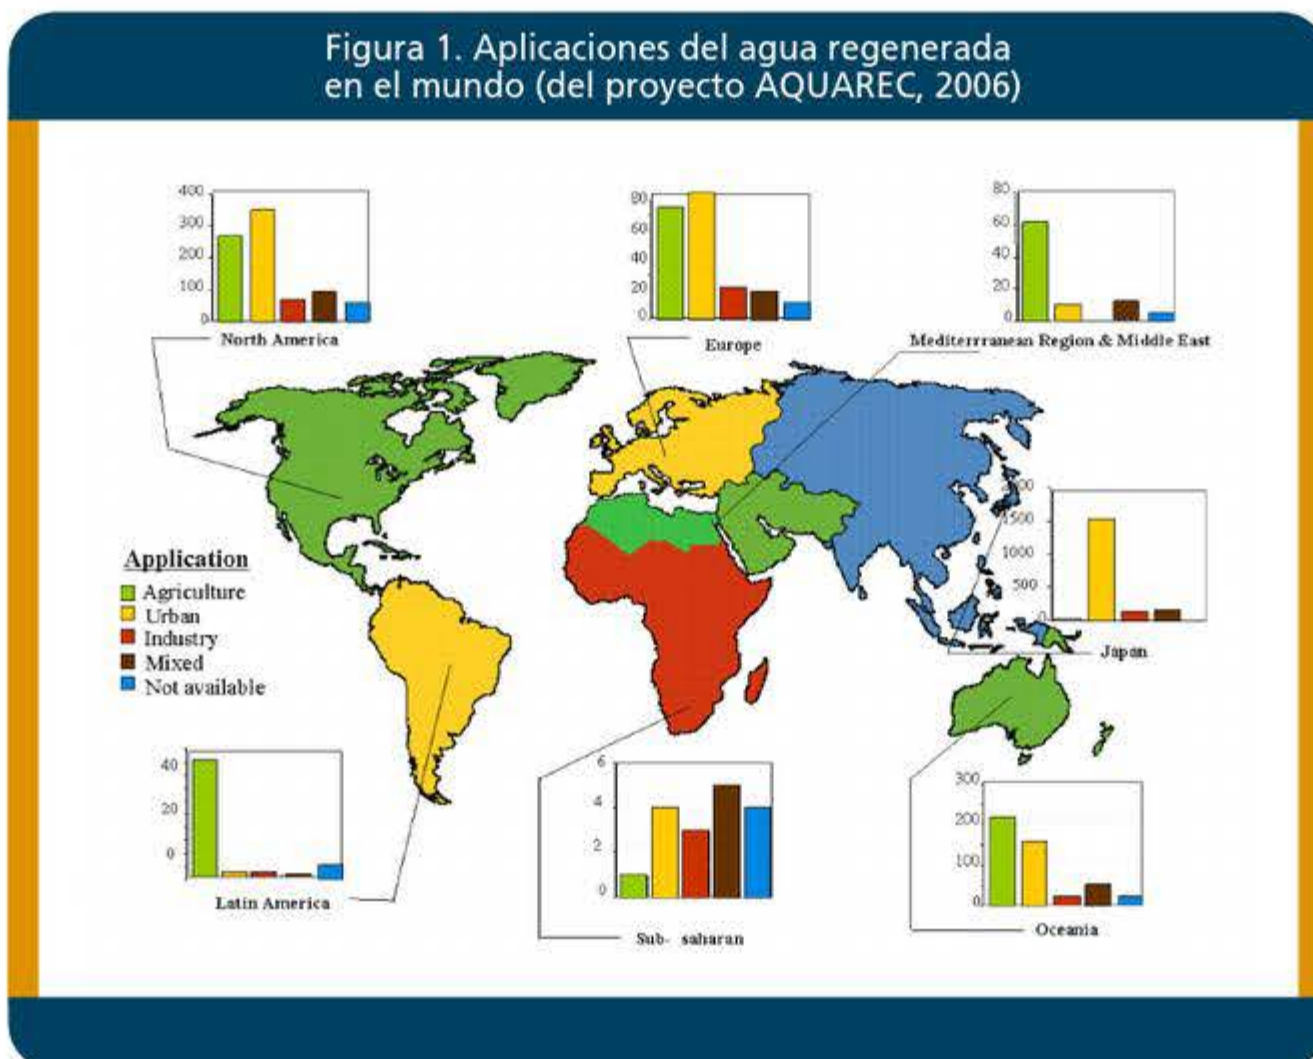 Figura 1. Aplicaciones del agua regenerada
en el mundo (del proyecto AQUAREC, 2006)
400
300
200
100
0
North America
80
60
40
20
0
Europe
80
60
40
20
0
Mediterrranean Region & Middle East
Application
Agriculture
Urban
Industry
Mixed
Not available
2000
1500
1000
500
0
Japan
40
20
0
Latin America
6
4
2
0
Sub- saharan
300
200
100
0
Oceania